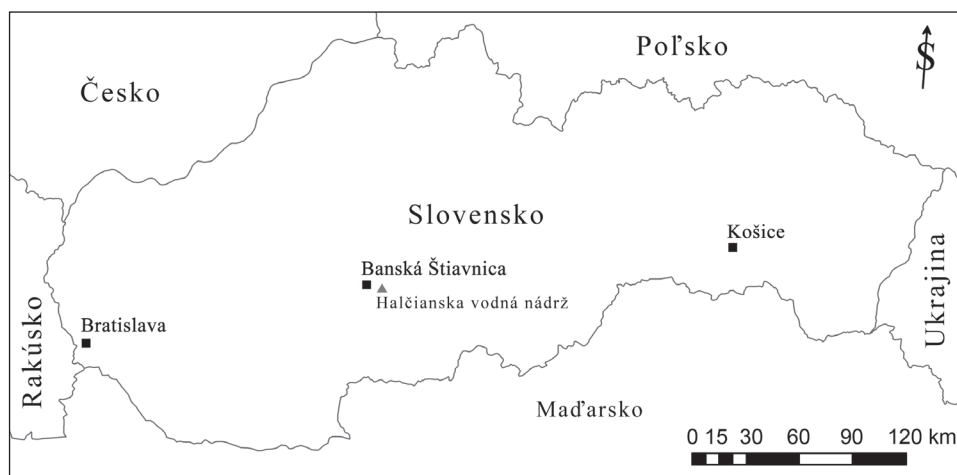 Poľsko
S
Česko
Slovensko
Košice
Banská Štiavnica
Halčianska vodná nádrž
Ukrajina
Rakúsko
Bratislava
Maďarsko
0 15 30 60 90 120 km